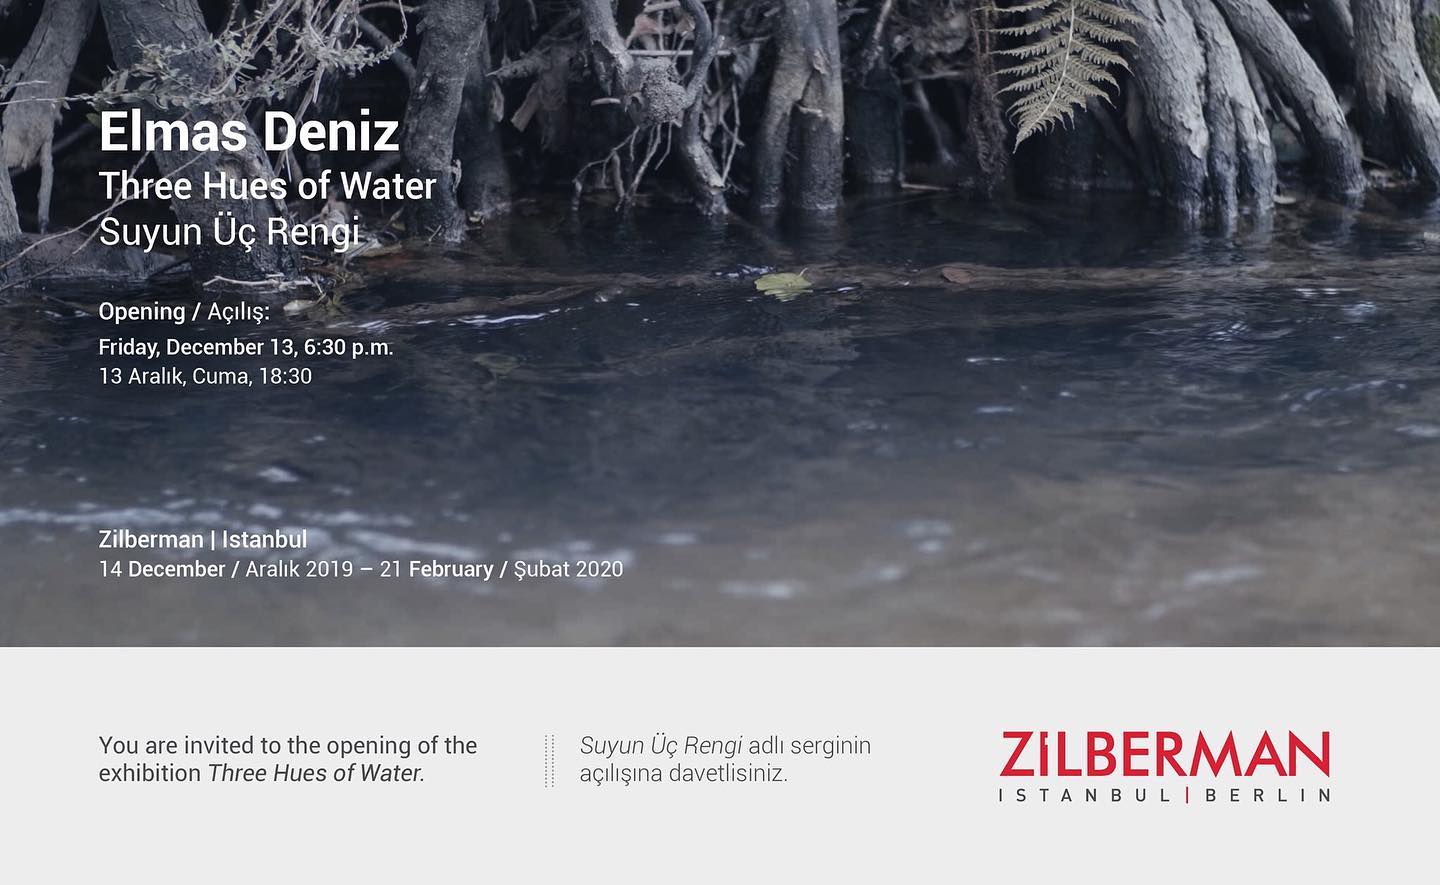 Elmas Deniz
Three Hues of Water
Suyun Üç Rengi
Opening / Açılış:
Friday, December 13, 6:30 p.m.
13 Aralık, Cuma, 18:30
Zilberman | Istanbul
14 December / Aralık 2019 – 21 February / Şubat 2020
You are invited to the opening of the
exhibition Three Hues of Water.
Suyun Üç Rengi adlı serginin
açılışına davetlisiniz.
ZiLBERMAN
ISTANBUL | BERLIN